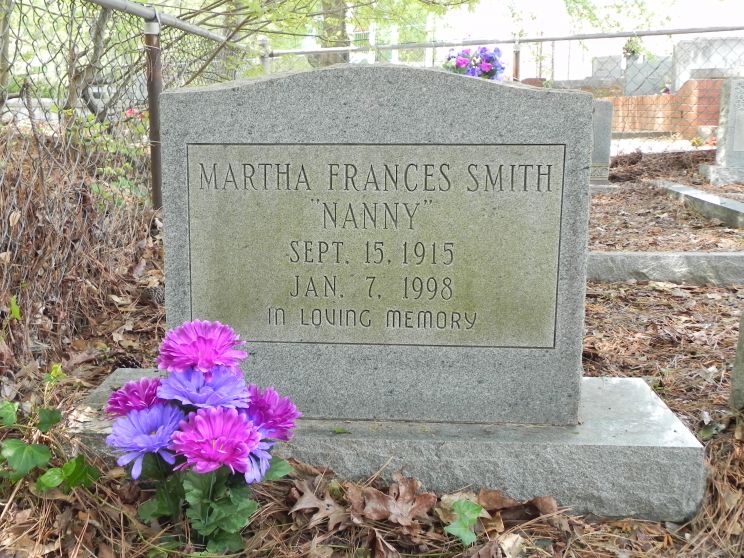 MARTHA FRANCES SMITH
"NANNY"
SEPT. 15, 1915
JAN. 7, 1998
IN LOVING MEMORY